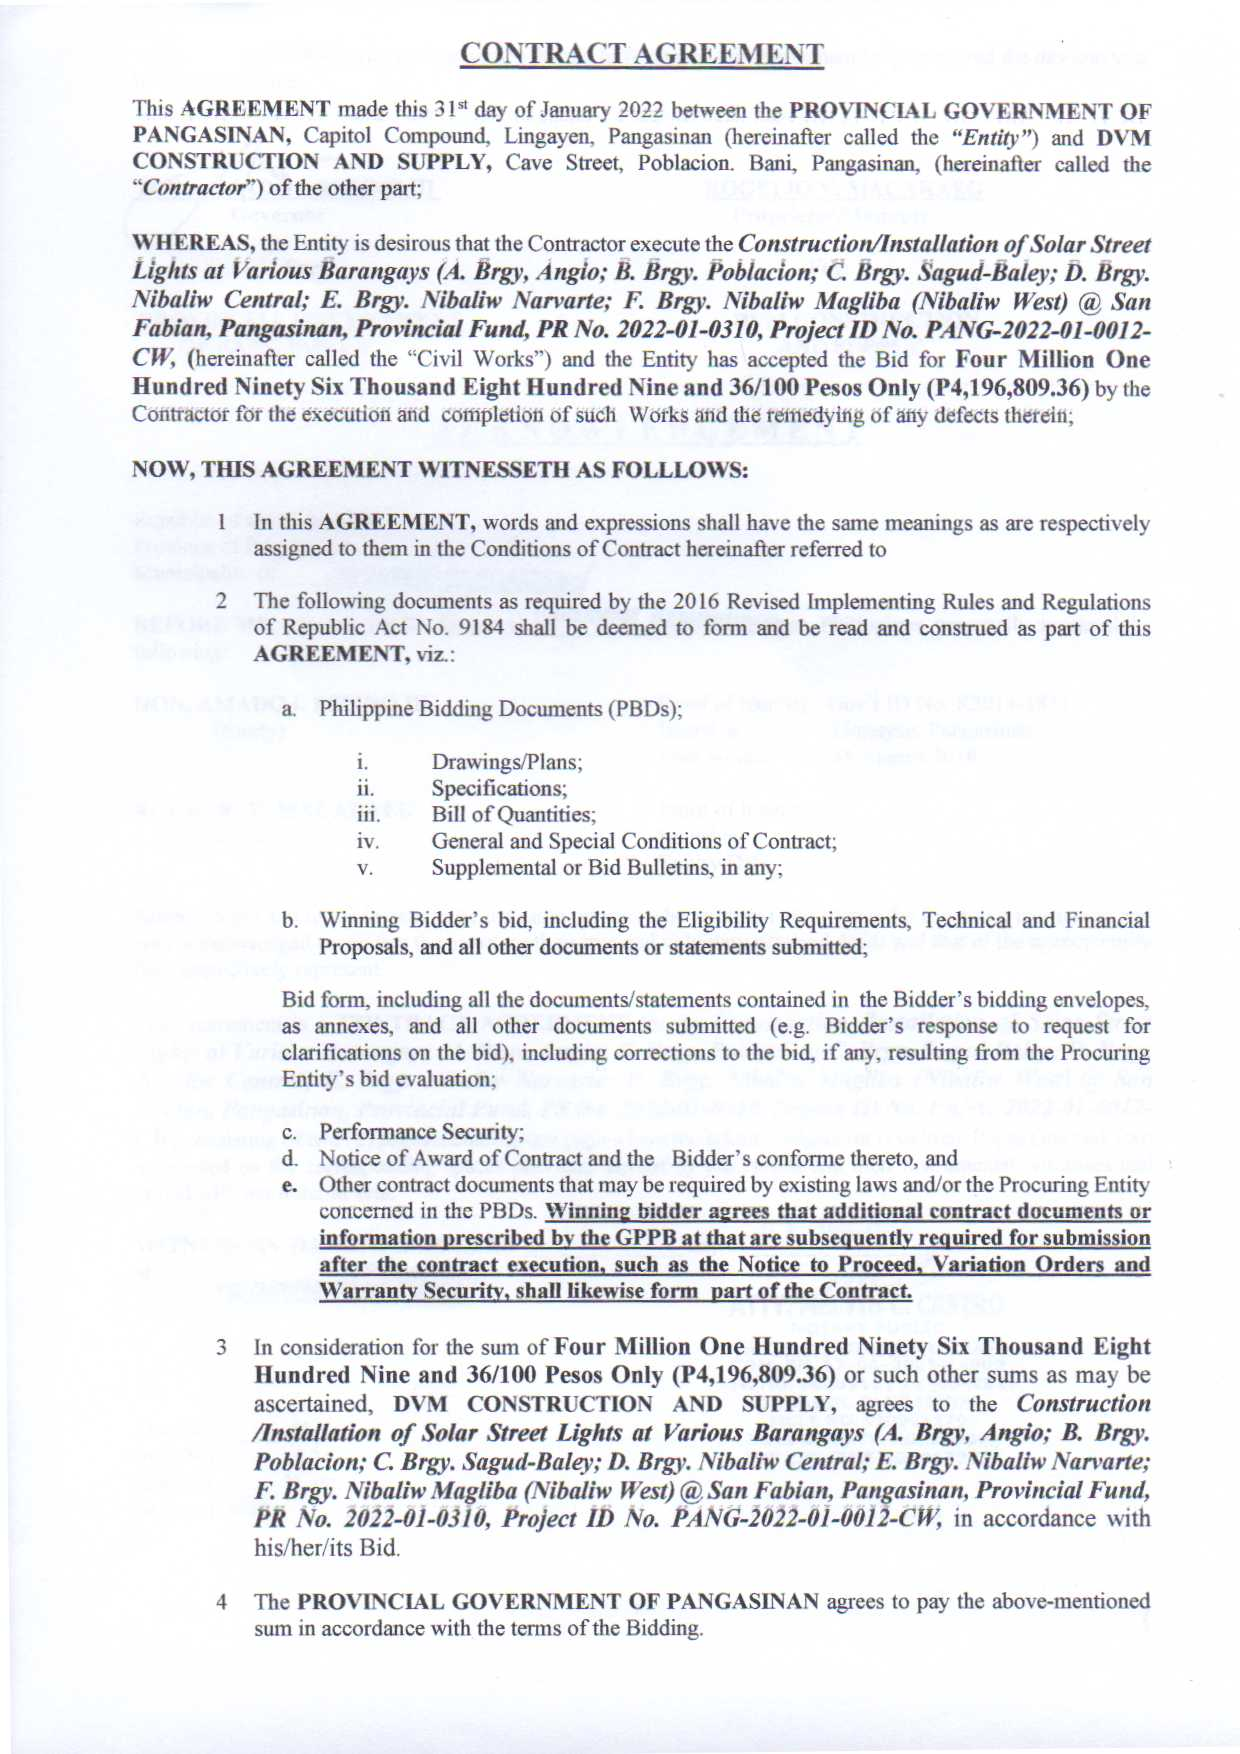 CONTRACT AGREEMENT
This AGREEMENT made this 31st day of January 2022 between the PROVINCIAL GOVERNMENT OF
PANGASINAN, Capitol Compound, Lingayen, Pangasinan (hereinafter called the “Entity”) and DVM
CONSTRUCTION AND SUPPLY, Cave Street, Poblacion. Bani, Pangasinan, (hereinafter called the
“Contractor”) of the other part;
WHEREAS, the Entity is desirous that the Contractor execute the Construction/Installation of Solar Street
Lights at Various Barangays (A. Brgy, Angio; B. Brgy. Poblacion; C. Brgy. Sagud-Baley; D. Brgy.
Nibaliw Central; E. Brgy. Nibaliw Narvarte; F. Brgy. Nibaliw Magliba (Nibaliw West) @ San
Fabian, Pangasinan, Provincial Fund, PR No. 2022-01-0310, Project ID No. PANG-2022-01-0012-
CW, (hereinafter called the “Civil Works”) and the Entity has accepted the Bid for Four Million One
Hundred Ninety Six Thousand Eight Hundred Nine and 36/100 Pesos Only (P4,196,809.36) by the
Contractor for the execution and completion of such Works and the remedying of any defects therein;
NOW, THIS AGREEMENT WITNESSETH AS FOLLLOWS:
1 In this AGREEMENT, words and expressions shall have the same meanings as are respectively
assigned to them in the Conditions of Contract hereinafter referred to
2 The following documents as required by the 2016 Revised Implementing Rules and Regulations
of Republic Act No. 9184 shall be deemed to form and be read and construed as part of this
AGREEMENT, viz.:
a. Philippine Bidding Documents (PBDs);
i. Drawings/Plans;
ii. Specifications;
iii. Bill of Quantities;
iv. General and Special Conditions of Contract;
v. Supplemental or Bid Bulletins, in any;
b. Winning Bidder’s bid, including the Eligibility Requirements, Technical and Financial
Proposals, and all other documents or statements submitted;
Bid form, including all the documents/statements contained in the Bidder’s bidding envelopes,
as annexes, and all other documents submitted (e.g. Bidder’s response to request for
clarifications on the bid), including corrections to the bid, if any, resulting from the Procuring
Entity’s bid evaluation;
c. Performance Security;
d. Notice of Award of Contract and the Bidder’s conforme thereto, and
e. Other contract documents that may be required by existing laws and/or the Procuring Entity
concerned in the PBDs. Winning bidder agrees that additional contract documents or
information prescribed by the GPPB at that are subsequently required for submission
after the contract execution, such as the Notice to Proceed, Variation Orders and
Warranty Security, shall likewise form part of the Contract.
3 In consideration for the sum of Four Million One Hundred Ninety Six Thousand Eight
Hundred Nine and 36/100 Pesos Only (P4,196,809.36) or such other sums as may be
ascertained, DVM CONSTRUCTION AND SUPPLY, agrees to the Construction
/Installation of Solar Street Lights at Various Barangays (A. Brgy, Angio; B. Brgy.
Poblacion; C. Brgy. Sagud-Baley; D. Brgy. Nibaliw Central; E. Brgy. Nibaliw Narvarte;
F. Brgy. Nibaliw Magliba (Nibaliw West) @ San Fabian, Pangasinan, Provincial Fund,
PR No. 2022-01-0310, Project ID No. PANG-2022-01-0012-CW, in accordance with
his/her/its Bid.
4 The PROVINCIAL GOVERNMENT OF PANGASINAN agrees to pay the above-mentioned
sum in accordance with the terms of the Bidding.